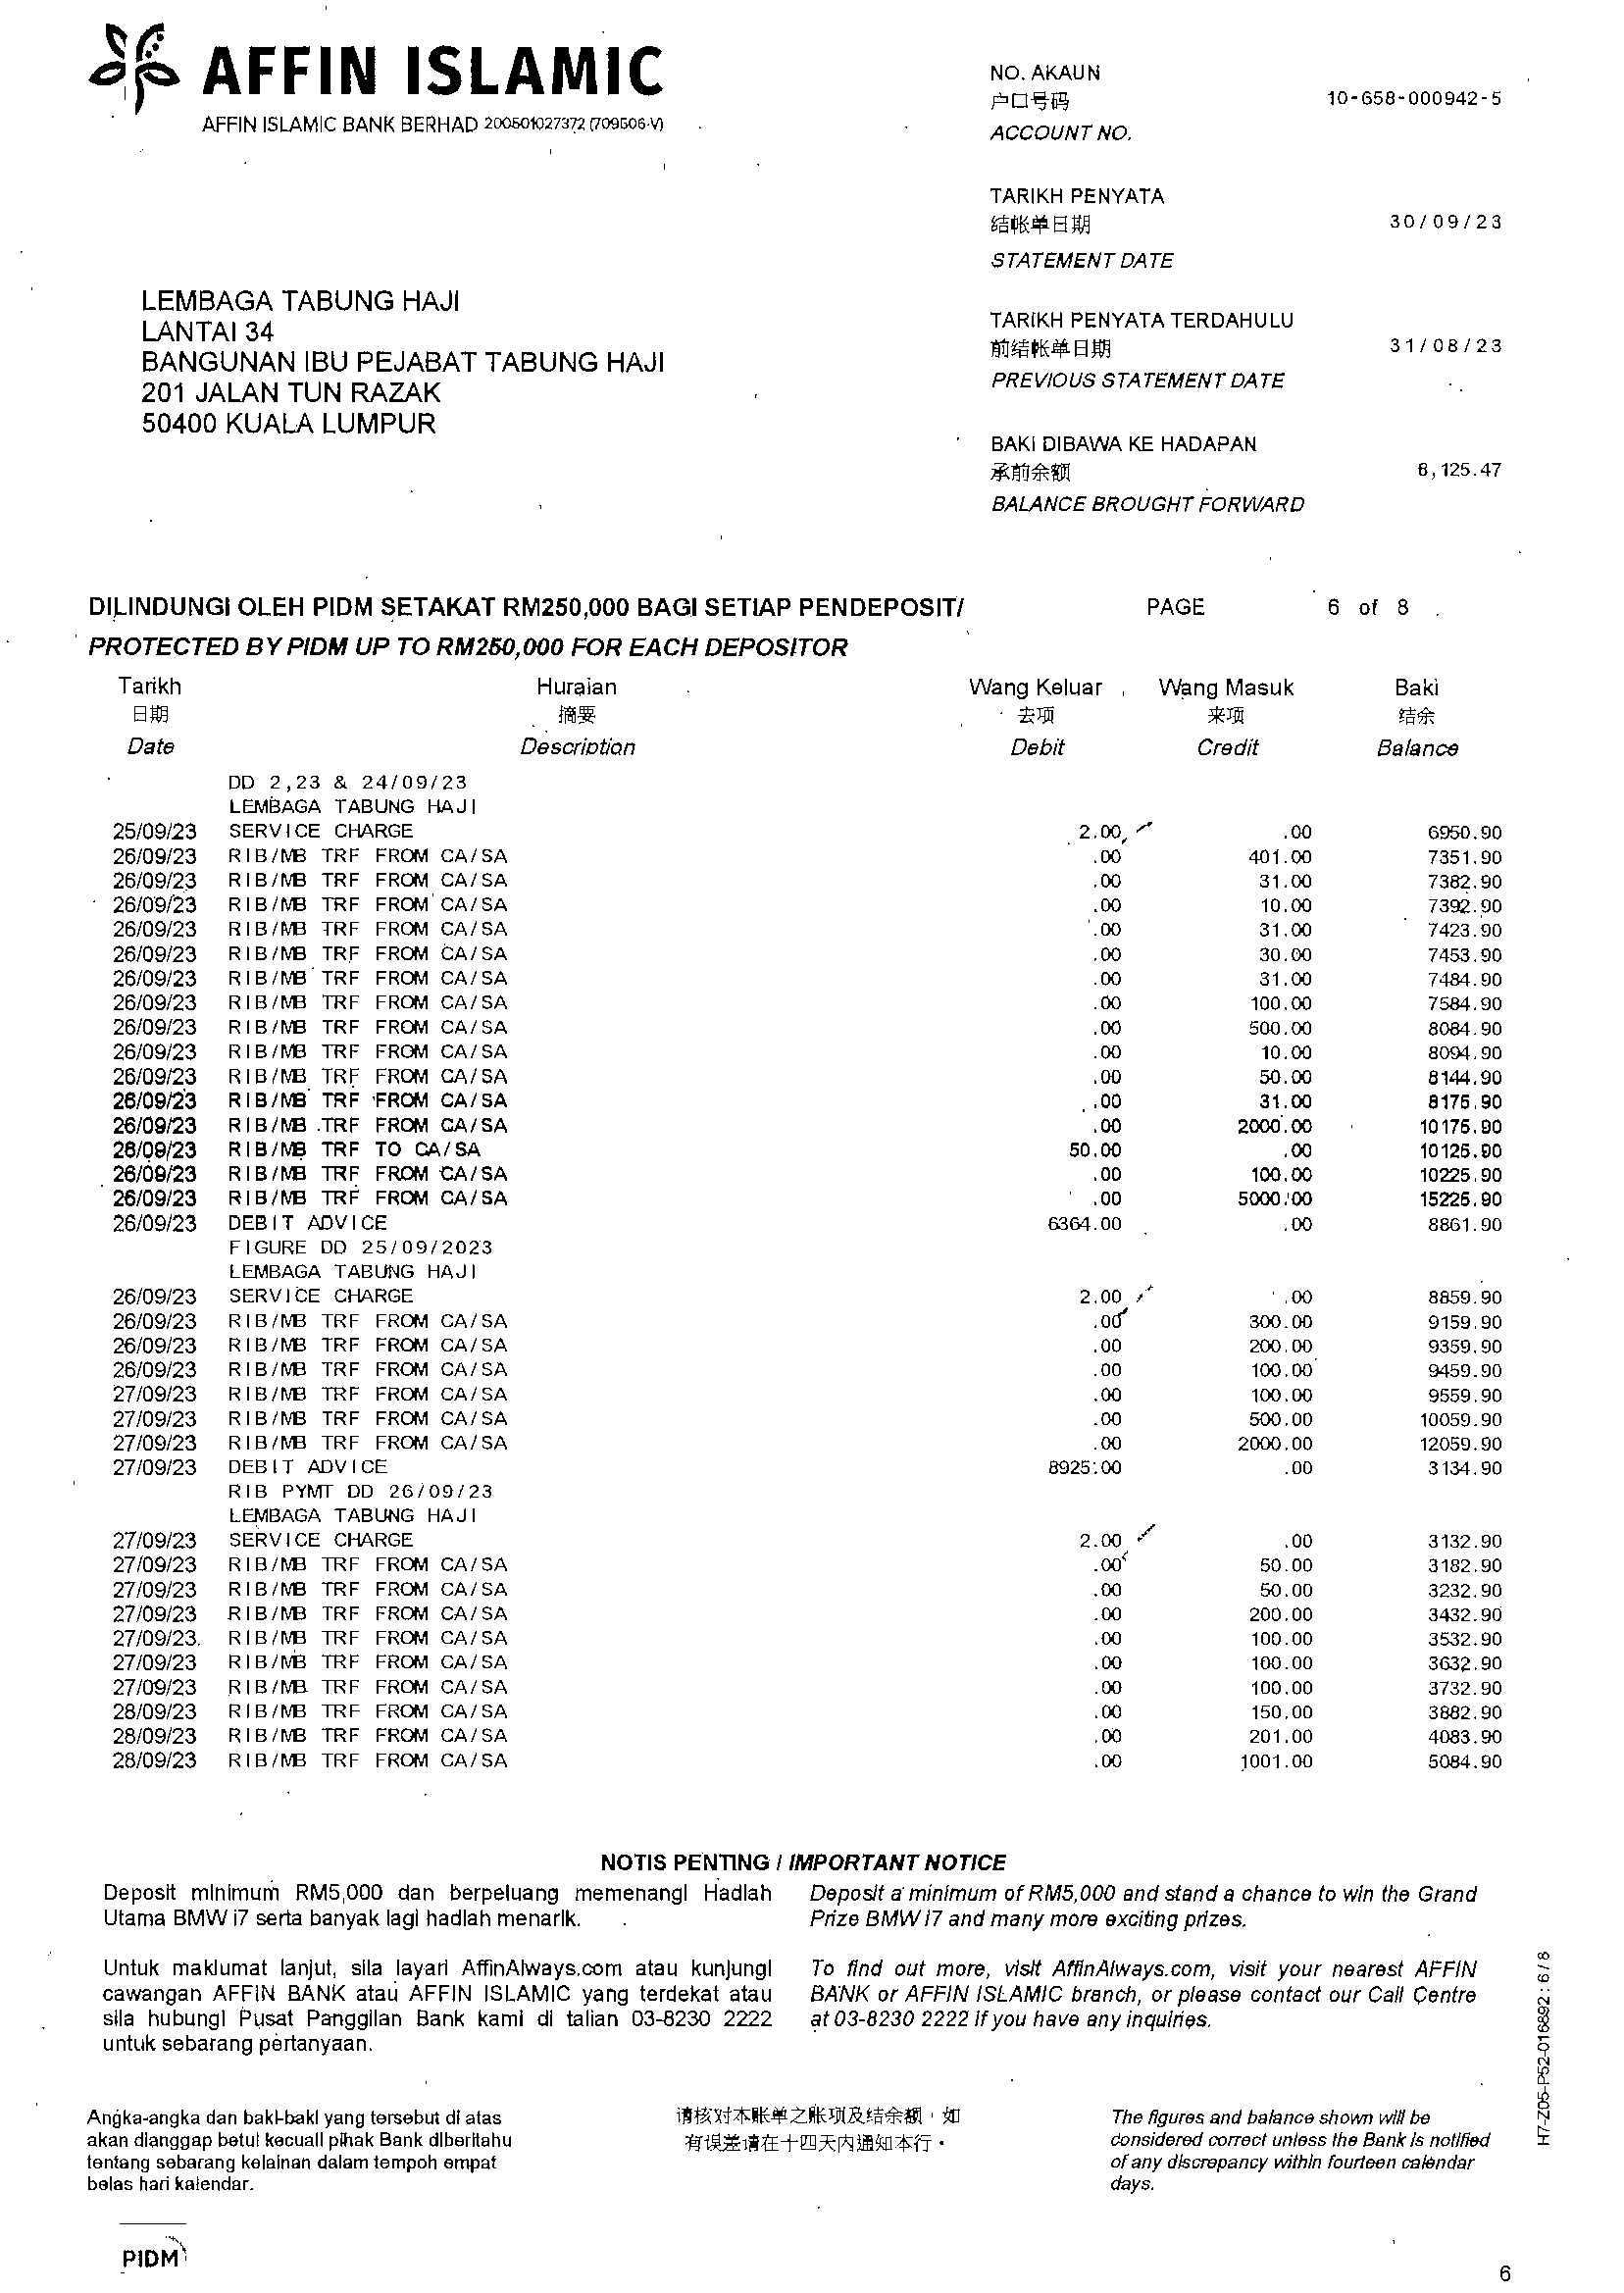 AFFIN ISLAMIC
AFFIN ISLAMIC BANK BERHAD 200501027372 (709506-V)
NO. AKAUN
户口号码
ACCOUNT NO.
10-658-000942-5
TARIKH PENYATA
结帐单日期
STATEMENT DATE
30/09/23
LEMBAGA TABUNG HAJI
LANTAI 34
BANGUNAN IBU PEJABAT TABUNG HAJI
201 JALAN TUN RAZAK
50400 KUALA LUMPUR
TARIKH PENYATA TERDAHULU
前结帐单日期
PREVIOUS STATEMENT DATE
31/08/23
BAKI DIBAWA KE HADAPAN
承前余额
BALANCE BROUGHT FORWARD
6,125.47
DILINDUNGI OLEH PIDM SETAKAT RM250,000 BAGI SETIAP PENDEPOSIT/
PROTECTED BY PIDM UP TO RM250,000 FOR EACH DEPOSITOR
PAGE 6 of 8
Tarikh Huraian Wang Keluar Wang Masuk Baki
日期 摘要 去项 来项 结余
Date Description Debit Credit Balance
DD 2,23 & 24/09/23
LEMBAGA TABUNG HAJI
25/09/23 SERVICE CHARGE 2.00 .00 6950.90
26/09/23 RIB/MB TRF FROM CA/SA .00 401.00 7351.90
26/09/23 RIB/MB TRF FROM CA/SA .00 31.00 7382.90
26/09/23 RIB/MB TRF FROM CA/SA .00 10.00 7392.90
26/09/23 RIB/MB TRF FROM CA/SA .00 31.00 7423.90
26/09/23 RIB/MB TRF FROM CA/SA .00 30.00 7453.90
26/09/23 RIB/MB TRF FROM CA/SA .00 31.00 7484.90
26/09/23 RIB/MB TRF FROM CA/SA .00 100.00 7584.90
26/09/23 RIB/MB TRF FROM CA/SA .00 500.00 8084.90
26/09/23 RIB/MB TRF FROM CA/SA .00 10.00 8094.90
26/09/23 RIB/MB TRF FROM CA/SA .00 50.00 8144.90
26/09/23 RIB/MB TRF FROM CA/SA .00 31.00 8175.90
26/09/23 RIB/MB TRF FROM CA/SA .00 2000.00 10175.90
26/09/23 RIB/MB TRF TO CA/SA 50.00 .00 10125.90
26/09/23 RIB/MB TRF FROM CA/SA .00 100.00 10225.90
26/09/23 RIB/MB TRF FROM CA/SA .00 5000.00 15225.90
26/09/23 DEBIT ADVICE 6364.00 .00 8861.90
FIGURE DD 25/09/2023
LEMBAGA TABUNG HAJI
26/09/23 SERVICE CHARGE 2.00 .00 8859.90
26/09/23 RIB/MB TRF FROM CA/SA .00 300.00 9159.90
26/09/23 RIB/MB TRF FROM CA/SA .00 200.00 9359.90
26/09/23 RIB/MB TRF FROM CA/SA .00 100.00 9459.90
27/09/23 RIB/MB TRF FROM CA/SA .00 100.00 9559.90
27/09/23 RIB/MB TRF FROM CA/SA .00 500.00 10059.90
27/09/23 RIB/MB TRF FROM CA/SA .00 2000.00 12059.90
27/09/23 DEBIT ADVICE 8925.00 .00 3134.90
RIB PYMT DD 26/09/23
LEMBAGA TABUNG HAJI
27/09/23 SERVICE CHARGE 2.00 .00 3132.90
27/09/23 RIB/MB TRF FROM CA/SA .00 50.00 3182.90
27/09/23 RIB/MB TRF FROM CA/SA .00 50.00 3232.90
27/09/23 RIB/MB TRF FROM CA/SA .00 200.00 3432.90
27/09/23 RIB/MB TRF FROM CA/SA .00 100.00 3532.90
27/09/23 RIB/MB TRF FROM CA/SA .00 100.00 3632.90
27/09/23 RIB/MB TRF FROM CA/SA .00 100.00 3732.90
28/09/23 RIB/MB TRF FROM CA/SA .00 150.00 3882.90
28/09/23 RIB/MB TRF FROM CA/SA .00 201.00 4083.90
28/09/23 RIB/MB TRF FROM CA/SA .00 1001.00 5084.90
NOTIS PENTING / IMPORTANT NOTICE
Deposit minimum RM5,000 dan berpeluang memenangi Hadiah
Utama BMW i7 serta banyak lagi hadiah menarik.
Untuk maklumat lanjut, sila layari AffinAlways.com atau kunjungi
cawangan AFFIN BANK atau AFFIN ISLAMIC yang terdekat atau
sila hubungi Pusat Panggilan Bank kami di talian 03-8230 2222
untuk sebarang pertanyaan.
Deposit a minimum of RM5,000 and stand a chance to win the Grand
Prize BMW i7 and many more exciting prizes.
To find out more, visit AffinAlways.com, visit your nearest AFFIN
BANK or AFFIN ISLAMIC branch, or please contact our Call Centre
at 03-8230 2222 if you have any inquiries.
H7-Z05-P52-016892 : 6 / 8
Angka-angka dan baki-baki yang tersebut di atas
akan dianggap betul kecuali pihak Bank diberitahu
tentang sebarang kelainan dalam tempoh empat
belas hari kalendar.
请核对本账单之账项及结余额，如
有误差请在十四天内通知本行。
The figures and balance shown will be
considered correct unless the Bank is notified
of any discrepancy within fourteen calendar
days.
PIDM
6